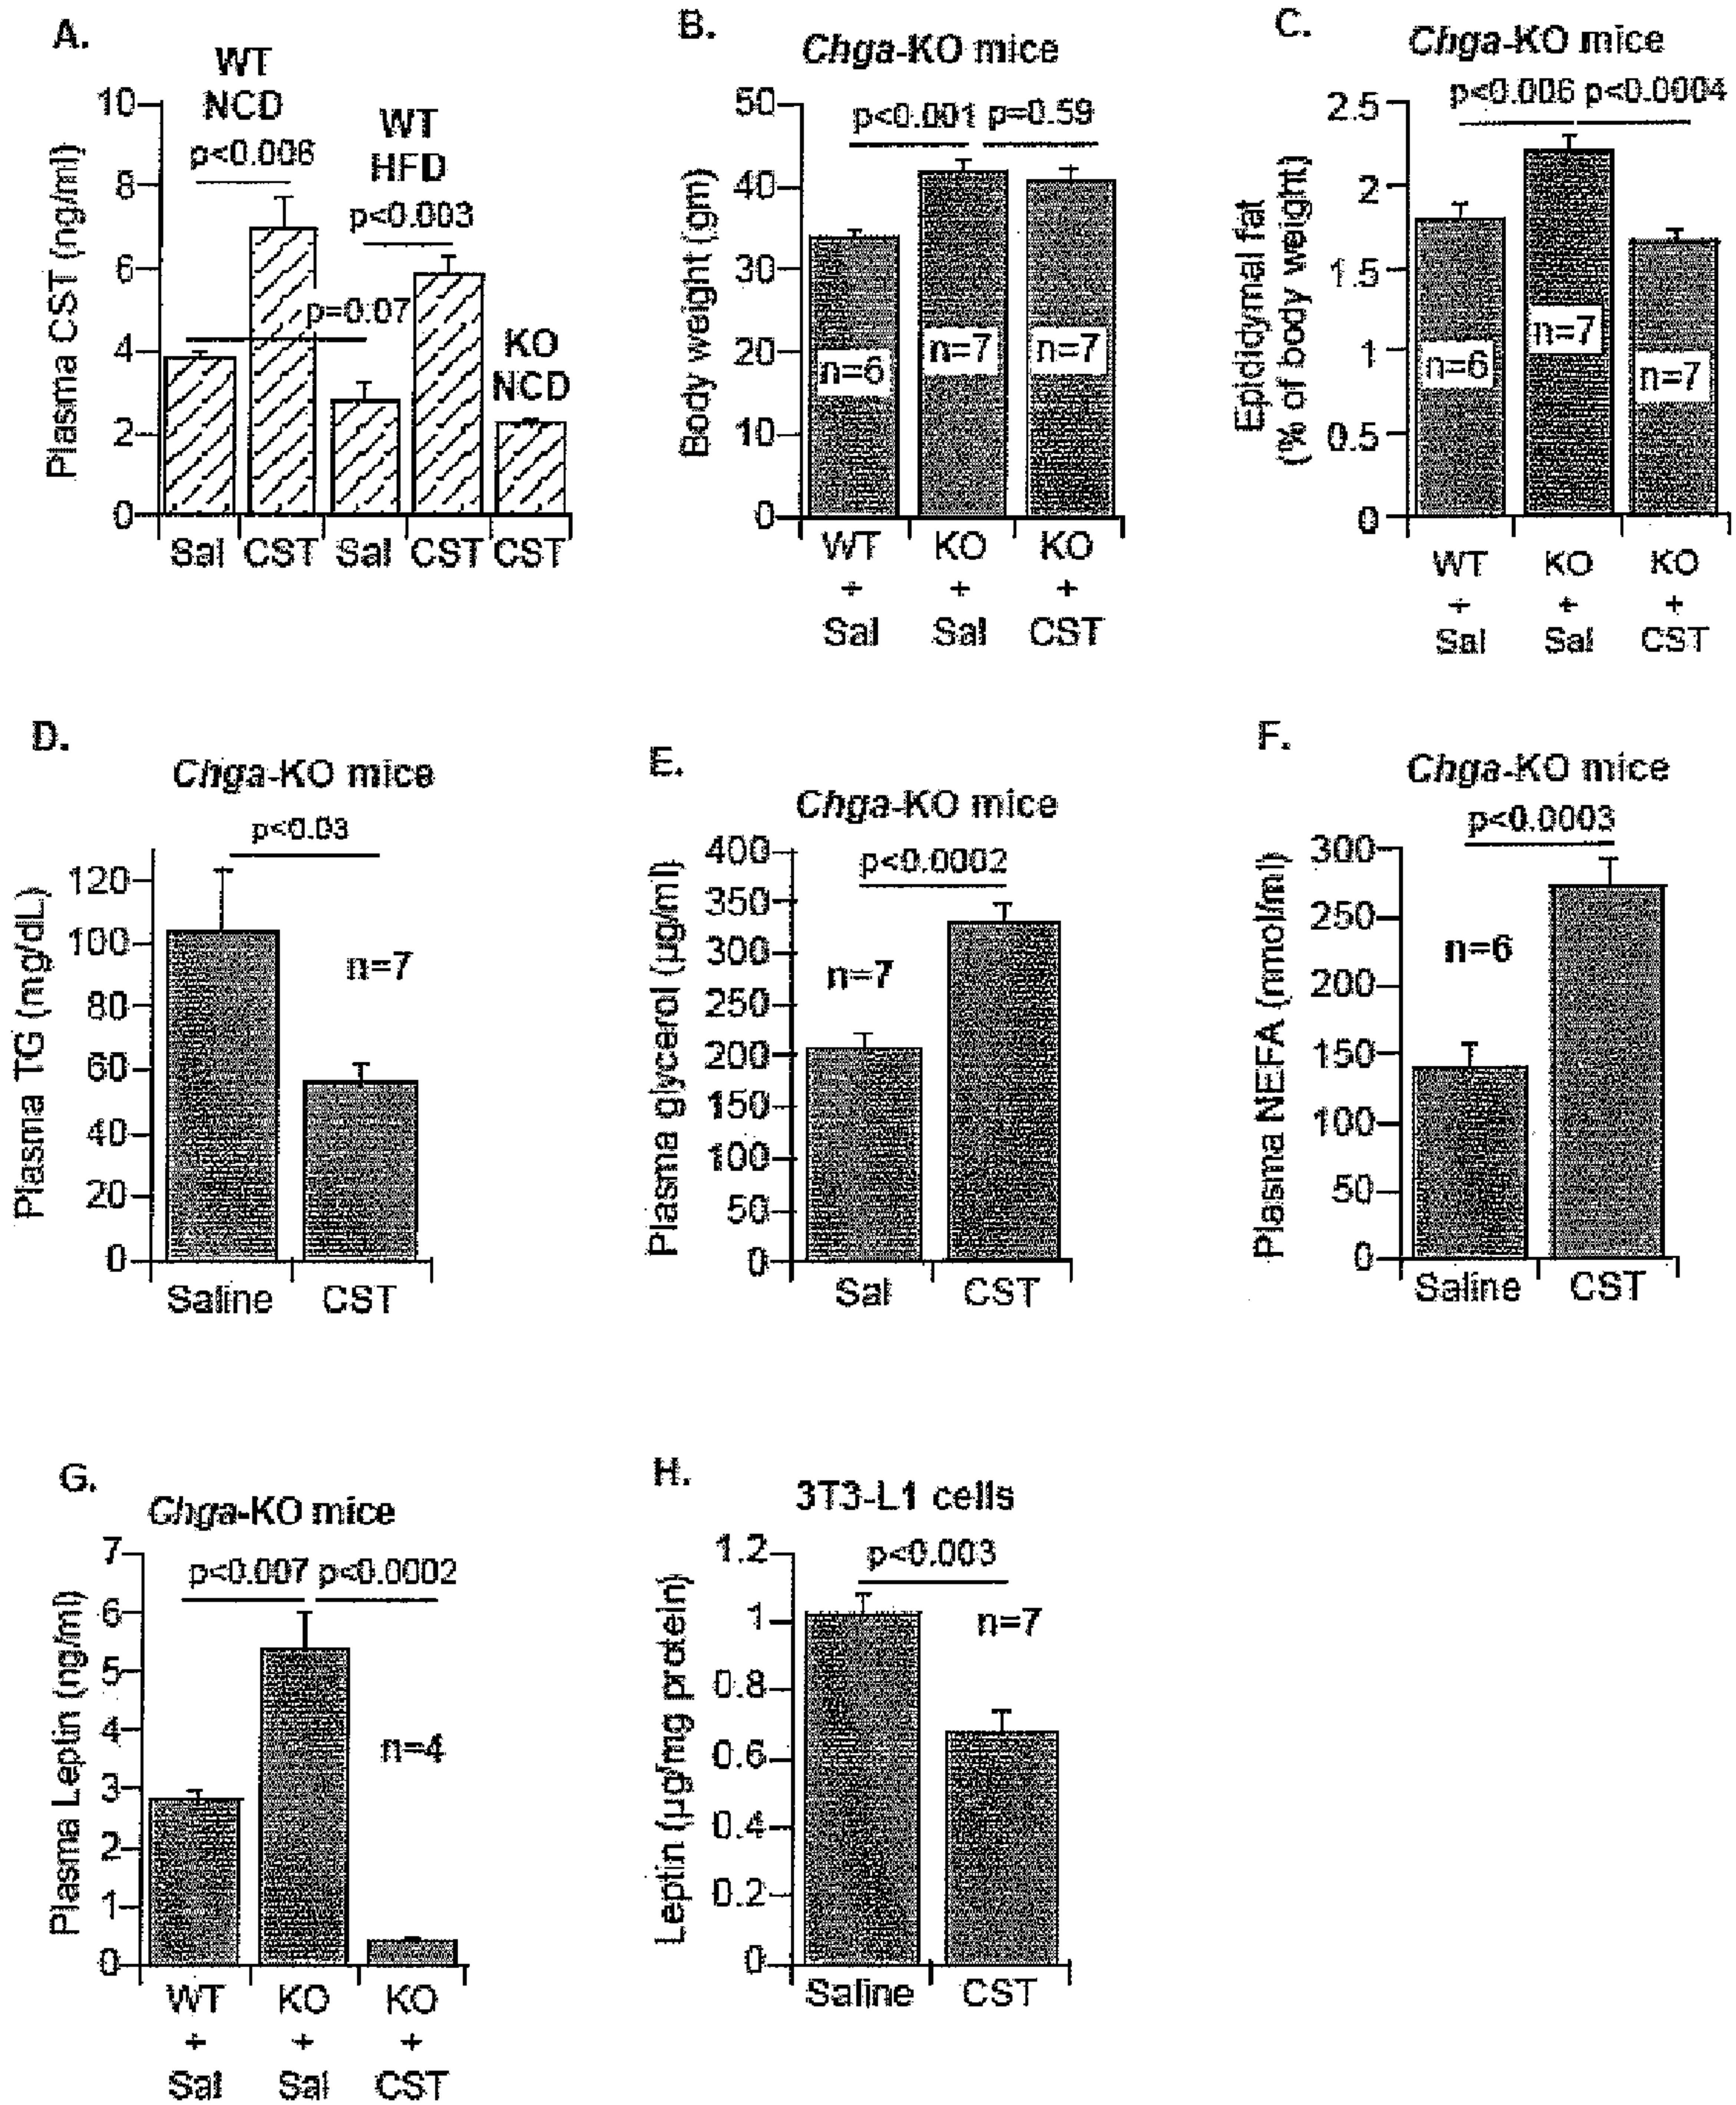 A.
WT
NCD
p<0.006
WT
HFD
p<0.003
p=0.07
KO
NCD
Plasma CST (ng/ml)
10
8
6
4
2
0
Sal CST Sal CST CST
B.
Chga-KO mice
p<0.001 p=0.59
Body weight (gm)
50
40
30
20
10
0
n=6 n=7 n=7
WT KO KO
+ + +
Sal Sal CST
C.
Chga-KO mice
p<0.006 p<0.0004
Epididymal fat
(% of body weight)
2.5
2
1.5
1
0.5
0
n=6 n=7 n=7
WT KO KO
+ + +
Sal Sal CST
D.
Chga-KO mice
p<0.03
Plasma TG (mg/dL)
120
100
80
60
40
20
0
n=7
Saline CST
E.
Chga-KO mice
p<0.0002
Plasma glycerol (µg/ml)
400
350
300
250
200
150
100
50
0
n=7
Sal CST
F.
Chga-KO mice
p<0.0003
Plasma NEFA (nmol/ml)
300
250
200
150
100
50
0
n=6
Saline CST
G.
Chga-KO mice
p<0.007 p<0.0002
Plasma Leptin (ng/ml)
7
6
5
4
3
2
1
0
n=4
WT KO KO
+ + +
Sal Sal CST
H.
3T3-L1 cells
p<0.003
Leptin (µg/mg protein)
1.2
1
0.8
0.6
0.4
0.2
0
n=7
Saline CST